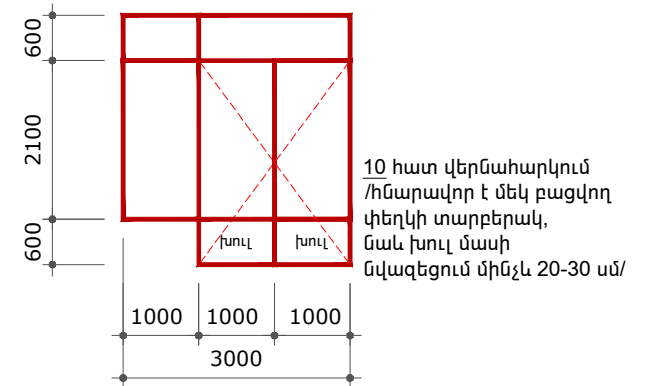 600
2100
600
խուլ խուլ
10 հատ վերնահարկում
/հնարավոր է մեկ բացվող
փեղկի տարբերակ,
նաև խուլ մասի
նվազեցում մինչև 20-30 սմ/
1000 1000 1000
3000